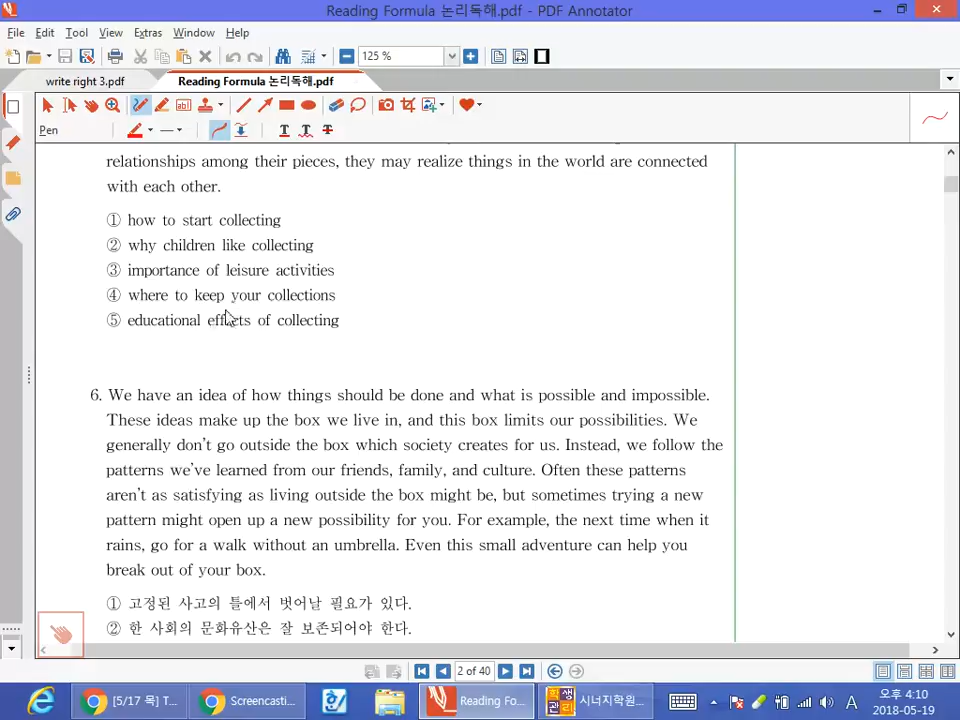 Reading Formula 논리독해.pdf - PDF Annotator
File Edit Tool View Extras Window Help
125 %
write right 3.pdf
Reading Formula 논리독해.pdf
Pen
relationships among their pieces, they may realize things in the world are connected
with each other.
① how to start collecting
② why children like collecting
③ importance of leisure activities
④ where to keep your collections
⑤ educational effects of collecting
6. We have an idea of how things should be done and what is possible and impossible.
These ideas make up the box we live in, and this box limits our possibilities. We
generally don't go outside the box which society creates for us. Instead, we follow the
patterns we've learned from our friends, family, and culture. Often these patterns
aren't as satisfying as living outside the box might be, but sometimes trying a new
pattern might open up a new possibility for you. For example, the next time when it
rains, go for a walk without an umbrella. Even this small adventure can help you
break out of your box.
① 고정된 사고의 틀에서 벗어날 필요가 있다.
② 한 사회의 문화유산은 잘 보존되어야 한다.
2 of 40
[5/17 목] T...
Screencasti...
Reading Fo...
학생관리
시너지학원...
A
오후 4:10
2018-05-19